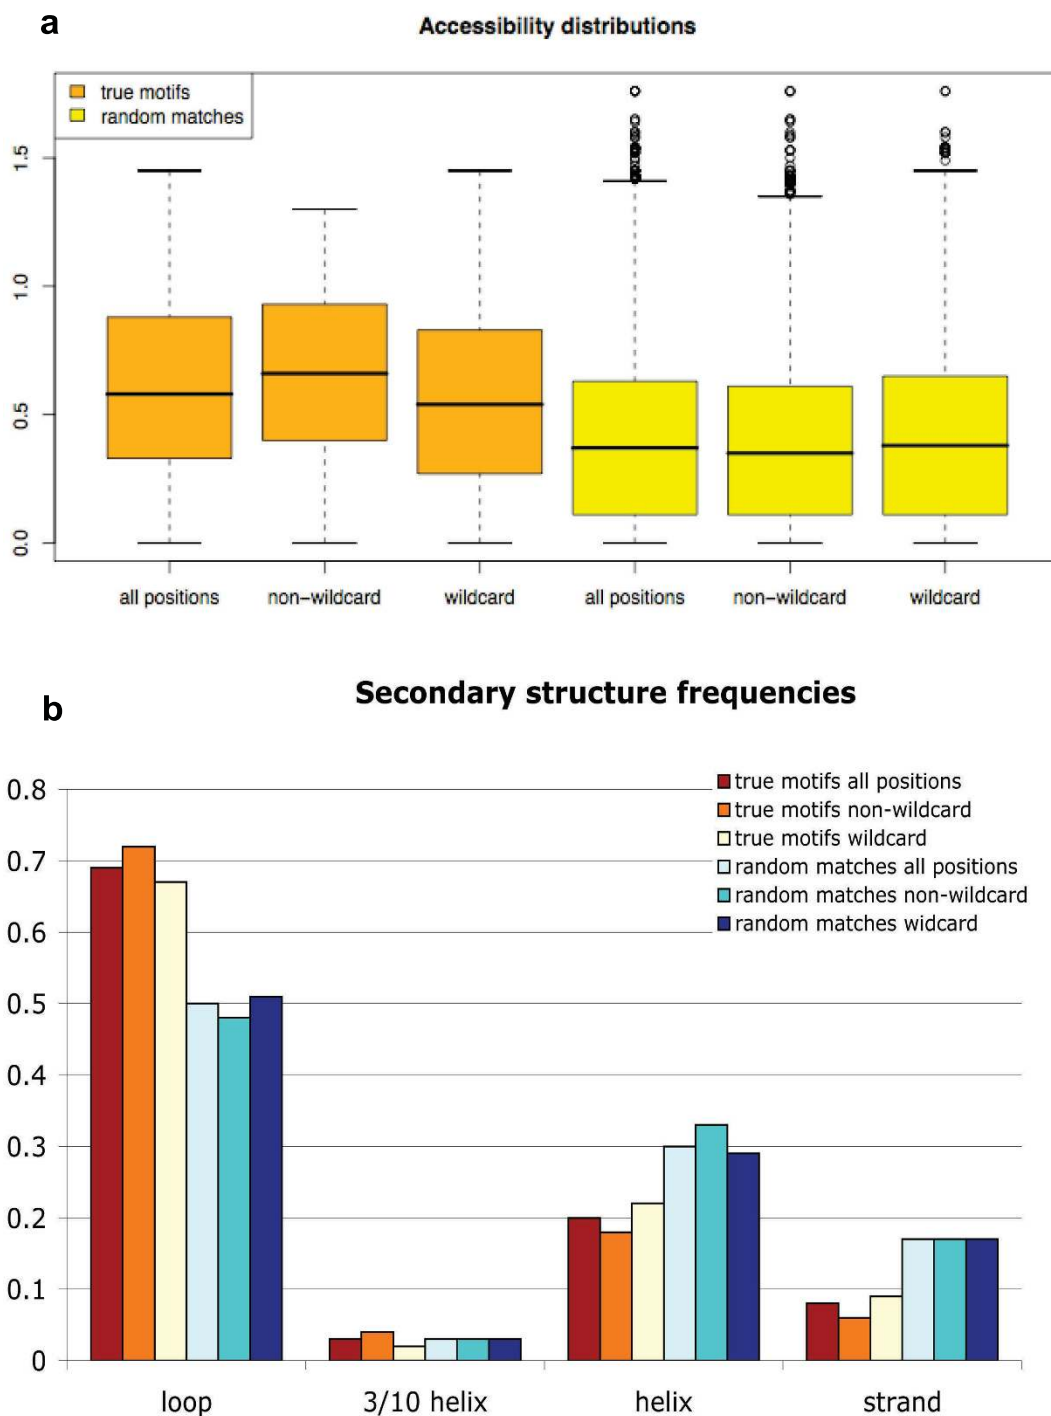 a
Accessibility distributions
true motifs
random matches
1.5
1.0
0.5
0.0
all positions non-wildcard wildcard all positions non-wildcard wildcard
b
Secondary structure frequencies
true motifs all positions
true motifs non-wildcard
true motifs wildcard
random matches all positions
random matches non-wildcard
random matches widcard
0.8
0.7
0.6
0.5
0.4
0.3
0.2
0.1
0
loop 3/10 helix helix strand